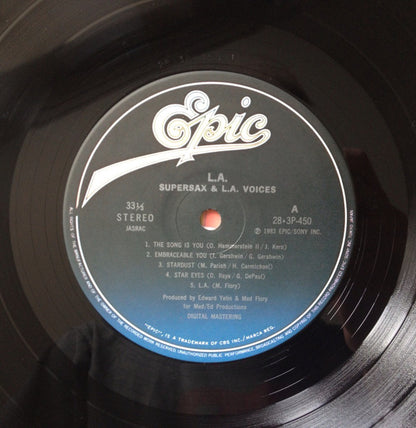 Epic
L.A.
SUPERSAX & L.A. VOICES
33⅓
STEREO
JASRAC
A
28·3P-450
℗ 1983 EPIC/SONY INC.
1. THE SONG IS YOU (O. Hammerstein II / J. Kern)
2. EMBRACEABLE YOU (I. Gershwin / G. Gershwin)
3. STARDUST (M. Parish / H. Carmichael)
4. STAR EYES (D. Raye / G. DePaul)
5. L.A. (M. Flory)
Produced by Edward Yelin & Med Flory
for Med/Ed Productions
DIGITAL MASTERING
"EPIC", IS A TRADEMARK OF CBS INC./MARCA REG.